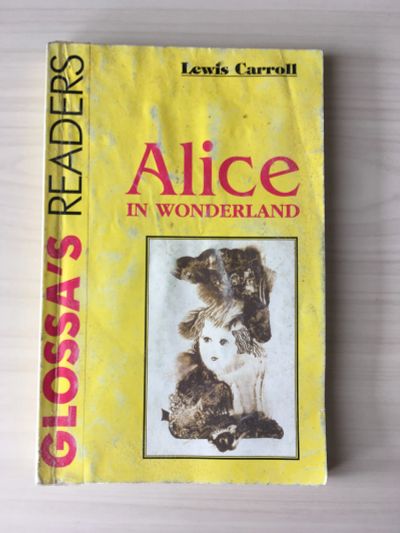 Lewis Carroll
Alice
IN WONDERLAND
GLOSSA'S READERS